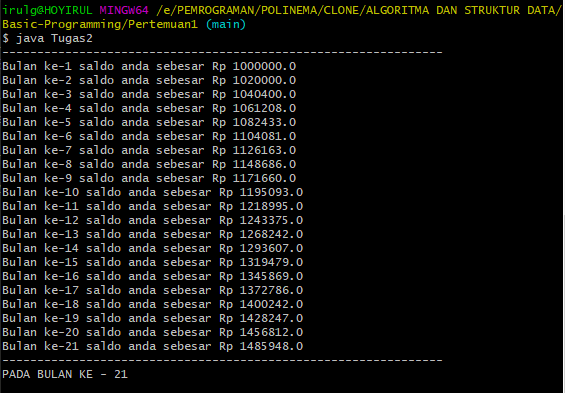 irulg@HOYIRUL MINGW64 /e/PEMROGRAMAN/POLINEMA/CLONE/ALGORITMA DAN STRUKTUR DATA/
Basic-Programming/Pertemuan1 (main)
$ java Tugas2
---------------------------------------------------------------
Bulan ke-1 saldo anda sebesar Rp 1000000.0
Bulan ke-2 saldo anda sebesar Rp 1020000.0
Bulan ke-3 saldo anda sebesar Rp 1040400.0
Bulan ke-4 saldo anda sebesar Rp 1061208.0
Bulan ke-5 saldo anda sebesar Rp 1082433.0
Bulan ke-6 saldo anda sebesar Rp 1104081.0
Bulan ke-7 saldo anda sebesar Rp 1126163.0
Bulan ke-8 saldo anda sebesar Rp 1148686.0
Bulan ke-9 saldo anda sebesar Rp 1171660.0
Bulan ke-10 saldo anda sebesar Rp 1195093.0
Bulan ke-11 saldo anda sebesar Rp 1218995.0
Bulan ke-12 saldo anda sebesar Rp 1243375.0
Bulan ke-13 saldo anda sebesar Rp 1268242.0
Bulan ke-14 saldo anda sebesar Rp 1293607.0
Bulan ke-15 saldo anda sebesar Rp 1319479.0
Bulan ke-16 saldo anda sebesar Rp 1345869.0
Bulan ke-17 saldo anda sebesar Rp 1372786.0
Bulan ke-18 saldo anda sebesar Rp 1400242.0
Bulan ke-19 saldo anda sebesar Rp 1428247.0
Bulan ke-20 saldo anda sebesar Rp 1456812.0
Bulan ke-21 saldo anda sebesar Rp 1485948.0
---------------------------------------------------------------
PADA BULAN KE - 21